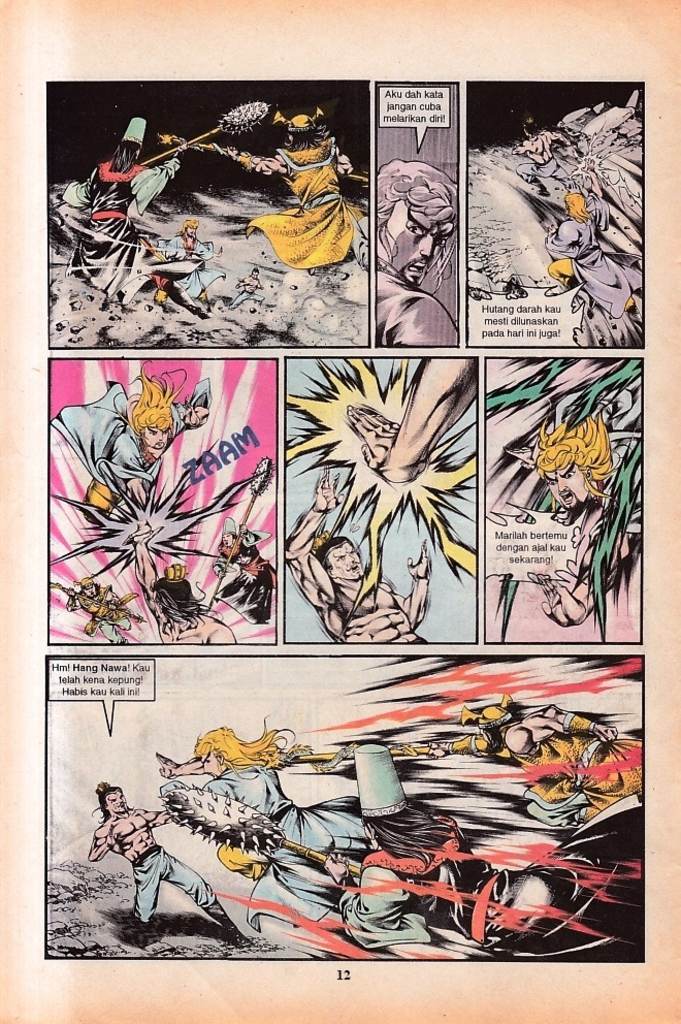 Aku dah kata
jangan cuba
melarikan diri!
Hutang darah kau
mesti dilunaskan
pada hari ini juga!
ZAAM
Marilah bertemu
dengan ajal kau
sekarang!
Hm! Hang Nawa! Kau
telah kena kepung!
Habis kau kali ini!
12